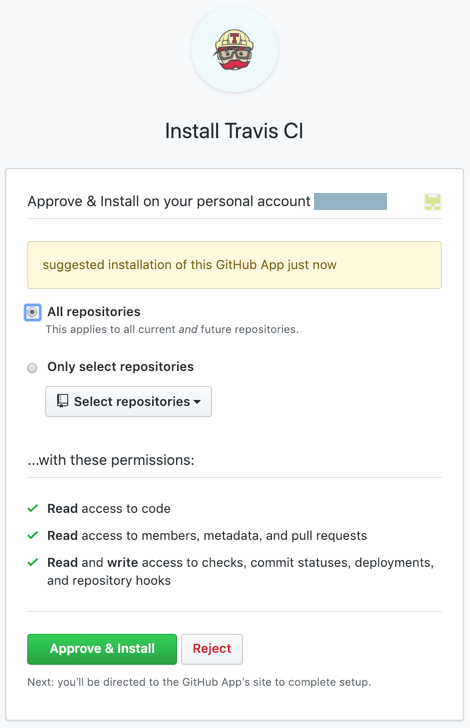 T
Install Travis CI
Approve & Install on your personal account
suggested installation of this GitHub App just now
All repositories
This applies to all current and future repositories.
Only select repositories
Select repositories
...with these permissions:
Read access to code
Read access to members, metadata, and pull requests
Read and write access to checks, commit statuses, deployments,
and repository hooks
Approve & Install
Reject
Next: you'll be directed to the GitHub App's site to complete setup.